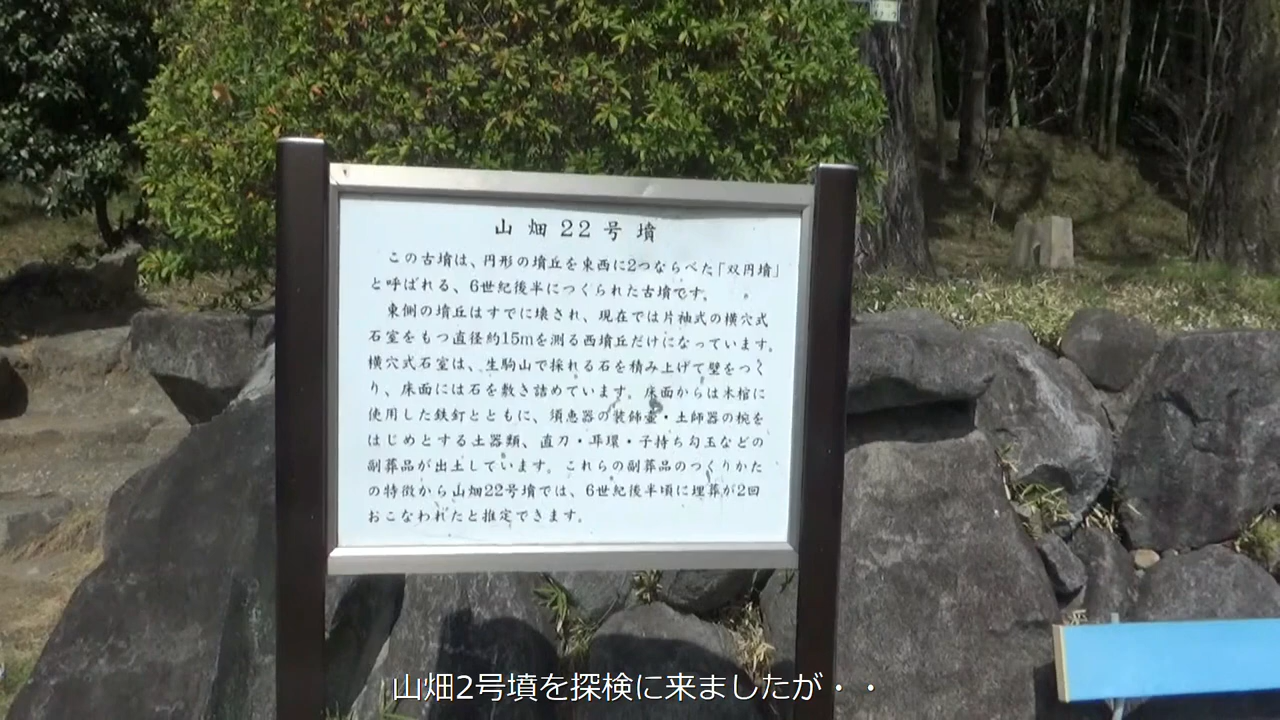 山畑22号墳
この古墳は、円形の墳丘を東西に2つならべた「双円墳」
と呼ばれる、6世紀後半につくられた古墳です。
東側の墳丘はすでに壊され、現在では片袖式の横穴式
石室をもつ直径約15mを測る西墳丘だけになっています。
横穴式石室は、生駒山で採れる石を積み上げて壁をつく
り、床面には石を敷き詰めています。床面からは木棺に
使用した鉄釘とともに、須恵器の装飾壷・土師器の椀を
はじめとする土器類、直刀・耳環・子持ち勾玉などの
副葬品が出土しています。これらの副葬品のつくりかた
の特徴から山畑22号墳では、6世紀後半頃に埋葬が2回
おこなわれたと推定できます。
山畑2号墳を探検に来ましたが・・